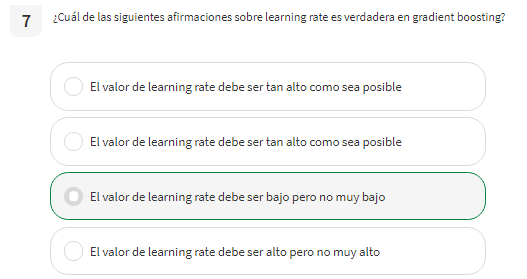 7 ¿Cuál de las siguientes afirmaciones sobre learning rate es verdadera en gradient boosting?
El valor de learning rate debe ser tan alto como sea posible
El valor de learning rate debe ser tan alto como sea posible
El valor de learning rate debe ser bajo pero no muy bajo
El valor de learning rate debe ser alto pero no muy alto